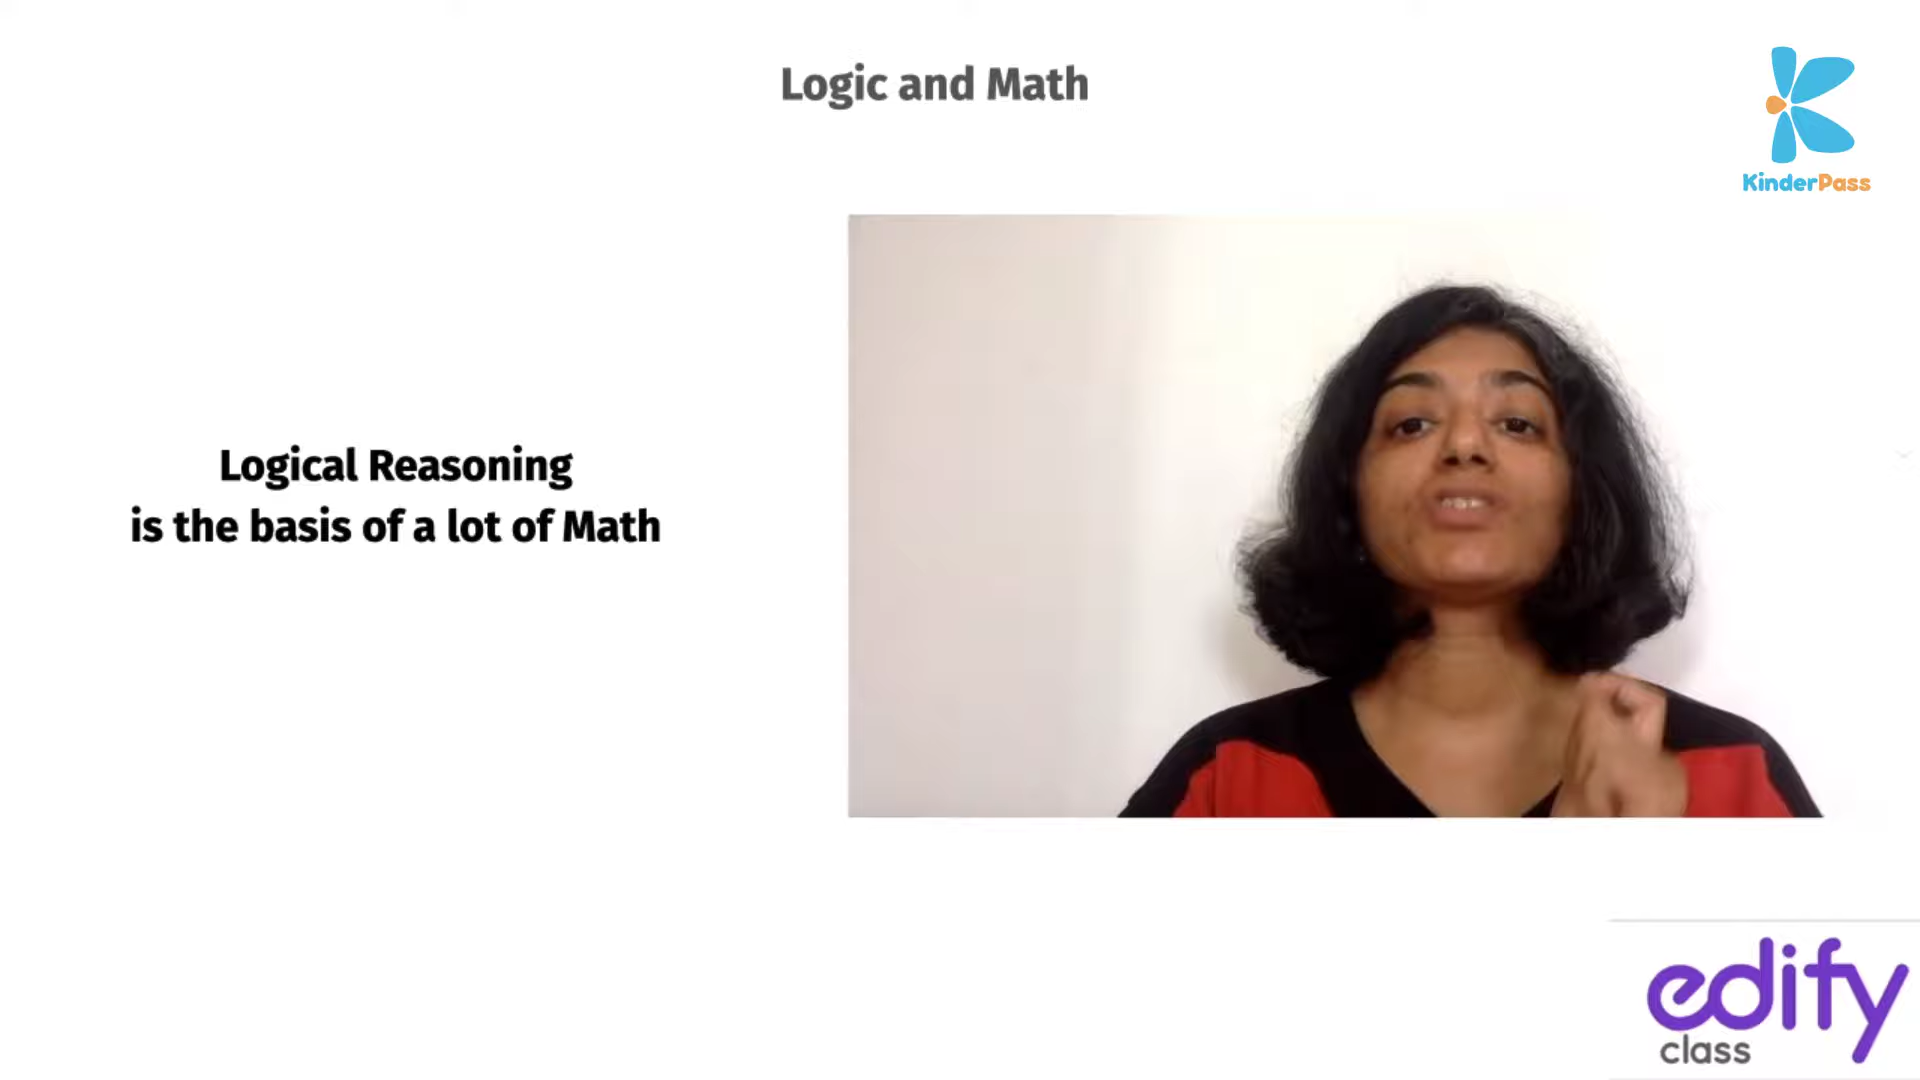 Logic and Math
KinderPass
Logical Reasoning
is the basis of a lot of Math
edify
class